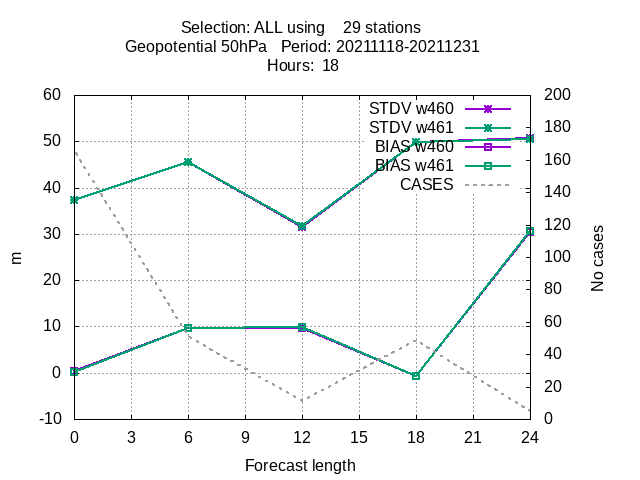 Selection: ALL using    29 stations
Geopotential 50hPa   Period: 20211118-20211231
Hours:  18
60
50
40
30
20
10
0
-10
200
180
160
140
120
100
80
60
40
20
0
STDV w460
STDV w461
BIAS w460
BIAS w461
CASES
m
No cases
0 3 6 9 12 15 18 21 24
Forecast length